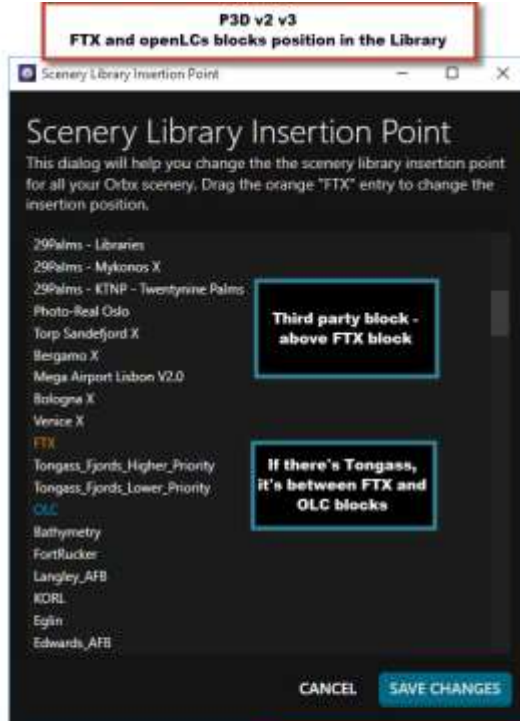 P3D v2 v3
FTX and openLCs blocks position in the Library
Scenery Library Insertion Point
Scenery Library Insertion Point
This dialog will help you change the the scenery library insertion point
for all your Orbx scenery. Drag the orange "FTX" entry to change the
insertion position.
29Palms - Libraries
29Palms - Mykonos X
29Palms - KTNP - Twentynine Palms
Photo-Real Oslo
Torp Sandefjord X
Bergamo X
Mega Airport Lisbon V2.0
Bologna X
Venice X
Third party block -
above FTX block
FTX
Tongass_Fjords_Higher_Priority
Tongass_Fjords_Lower_Priority
OLC
If there's Tongass,
it's between FTX and
OLC blocks
Bathymetry
FortRucker
Langley_AFB
KORL
Eglin
Edwards_AFB
CANCEL
SAVE CHANGES